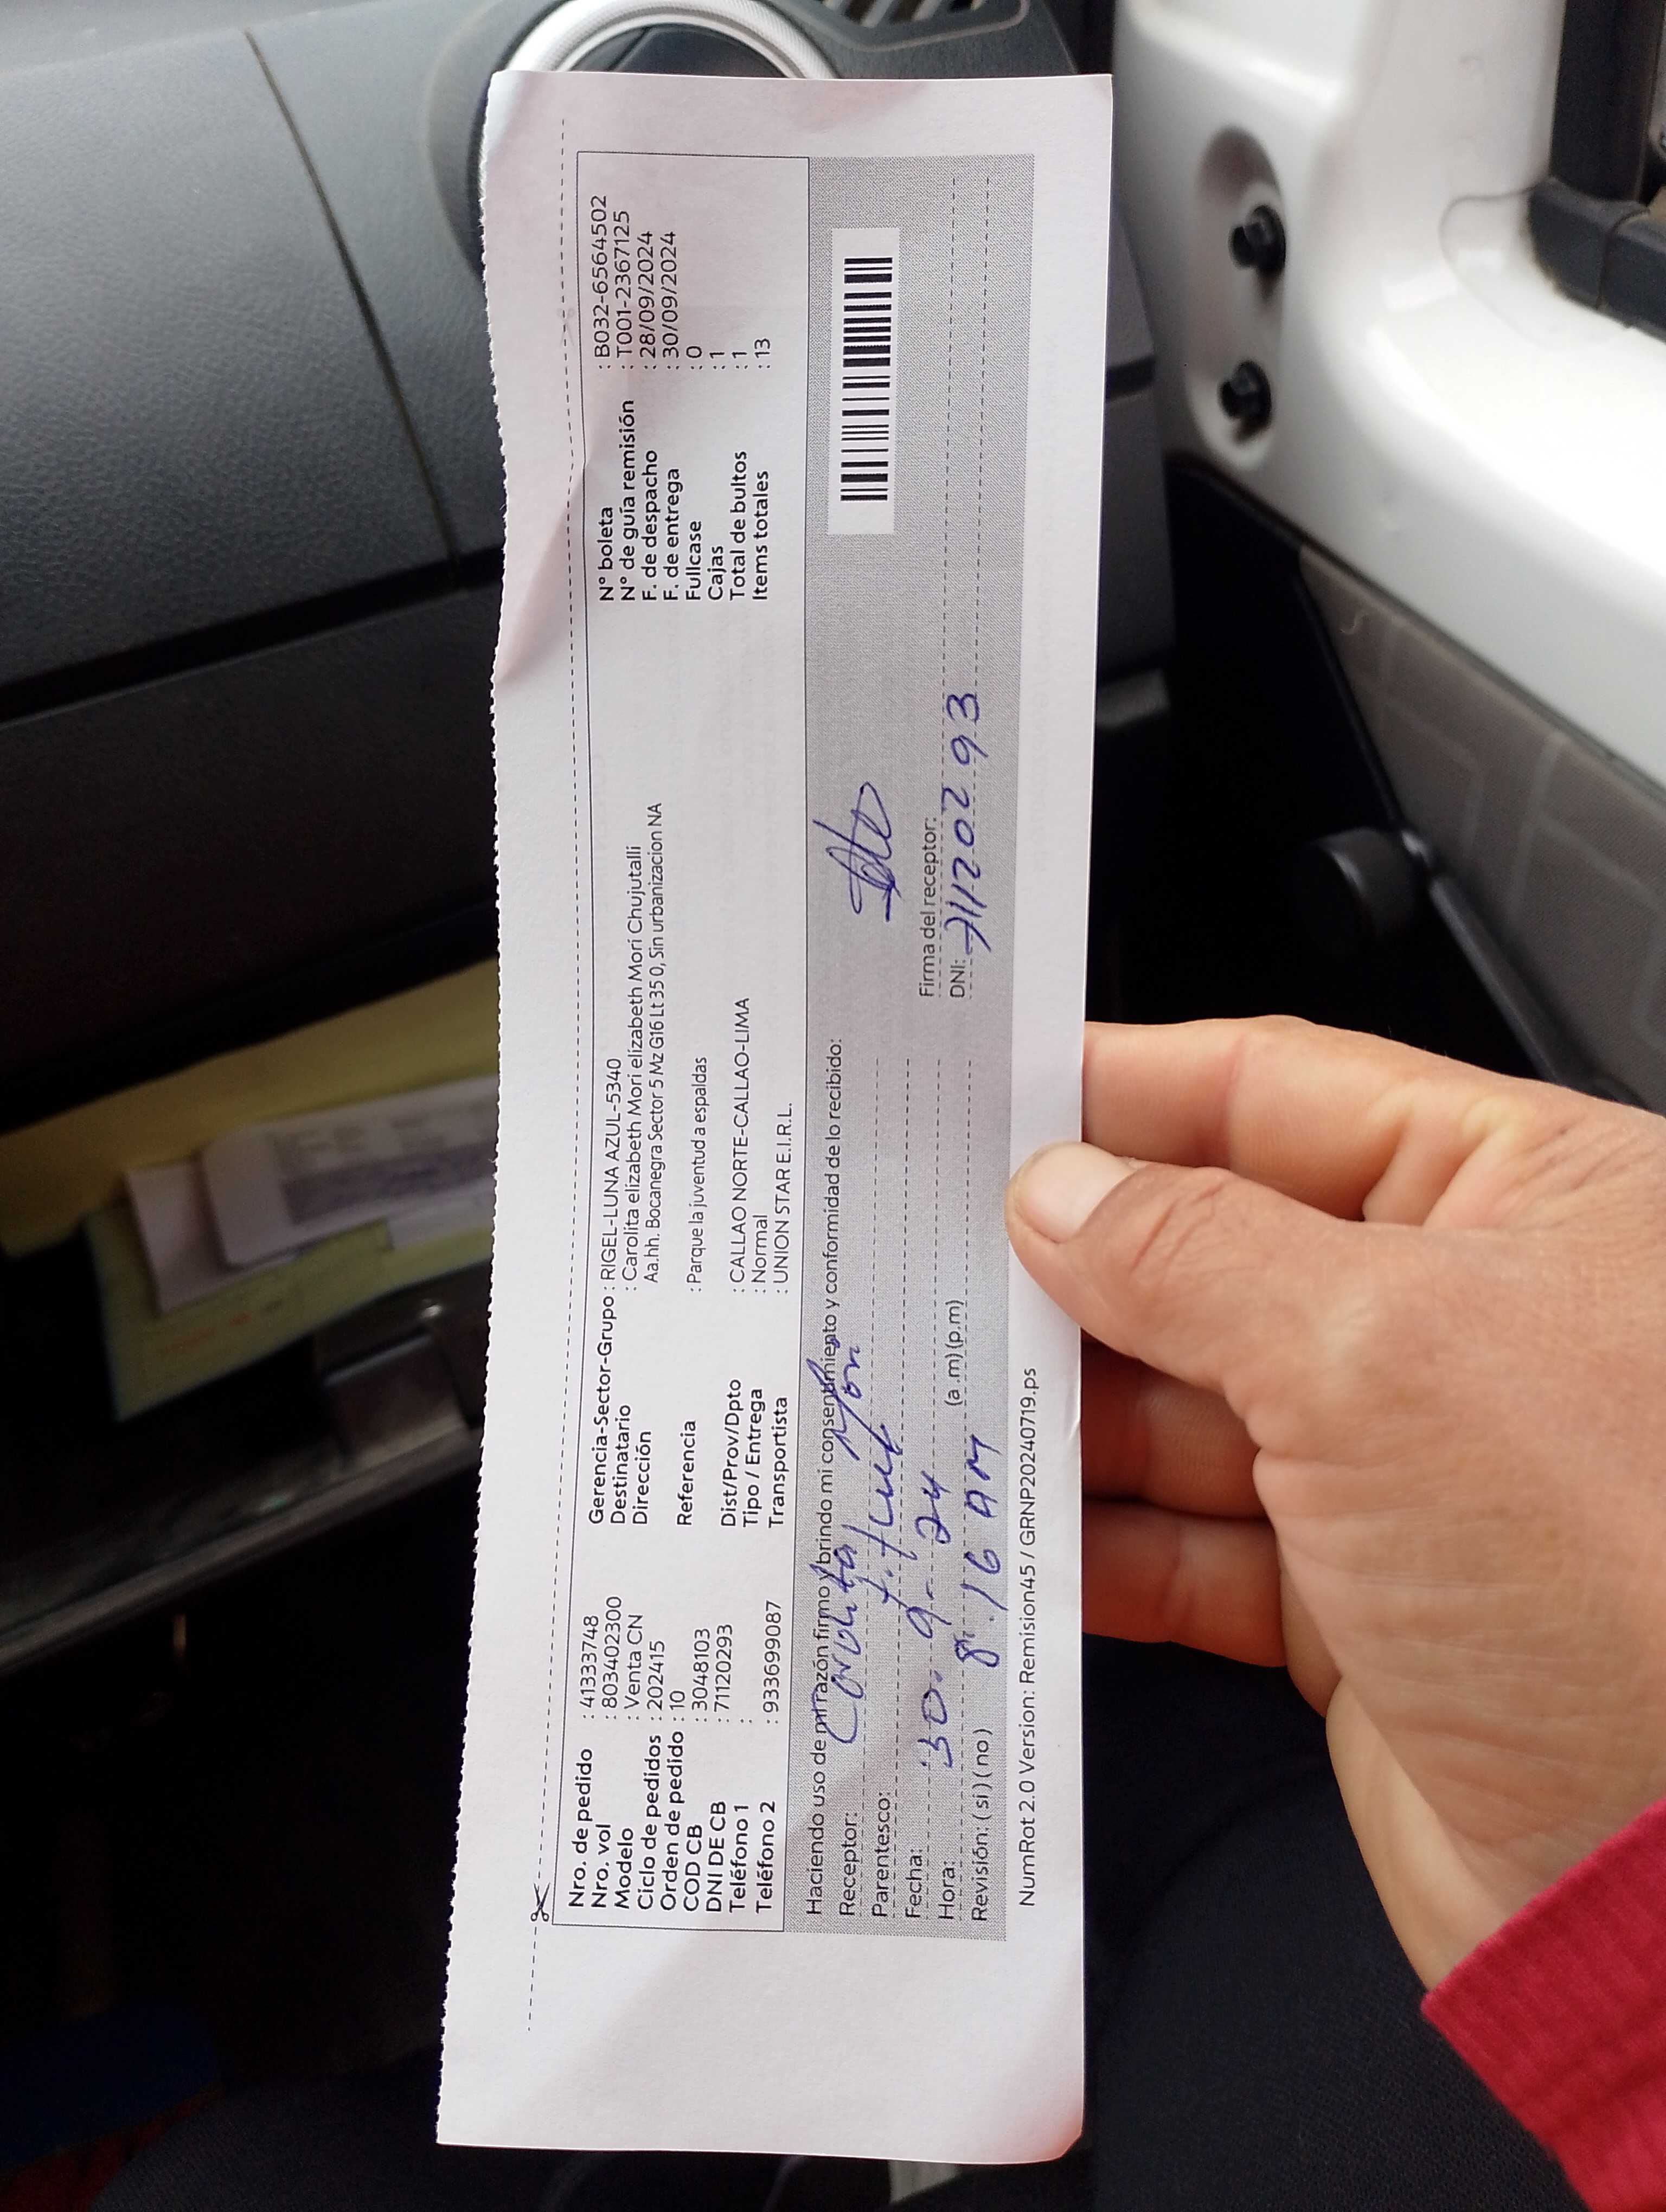 Nro. de pedido : 41333748
Nro. vol : 803402300
Modelo : Venta CN
Ciclo de pedidos : 202415
Orden de pedido : 10
COD CB : 3048103
DNI DE CB : 71120293
Teléfono 1 :
Teléfono 2 : 933699087
Gerencia-Sector-Grupo : RIGEL-LUNA AZUL-5340
Destinatario : Carolita elizabeth Mori elizabeth Mori Chujutalli
Dirección Aa.hh. Bocanegra Sector 5 Mz G16 Lt 35 0, Sin urbanizacion NA
Referencia : Parque la juventud a espaldas
Dist/Prov/Dpto : CALLAO NORTE-CALLAO-LIMA
Tipo / Entrega : Normal
Transportista : UNION STAR E.I.R.L.
N° boleta : B032-6564502
N° de guía remisión : T001-2367125
F. de despacho : 28/09/2024
F. de entrega : 30/09/2024
Fullcase : 0
Cajas : 1
Total de bultos : 1
Items totales : 13
Haciendo uso de mi razón firmo y brindo mi consentimiento y conformidad de lo recibido:
Receptor: Carolita Mori
Parentesco:
Fecha: 30-9-24
Hora: 8:16 AM (a.m) (p.m)
Revisión: ( si ) ( no )
Firma del receptor:
DNI: 71120293
NumRot 2.0 Version: Remision45 / GRNP20240719.ps